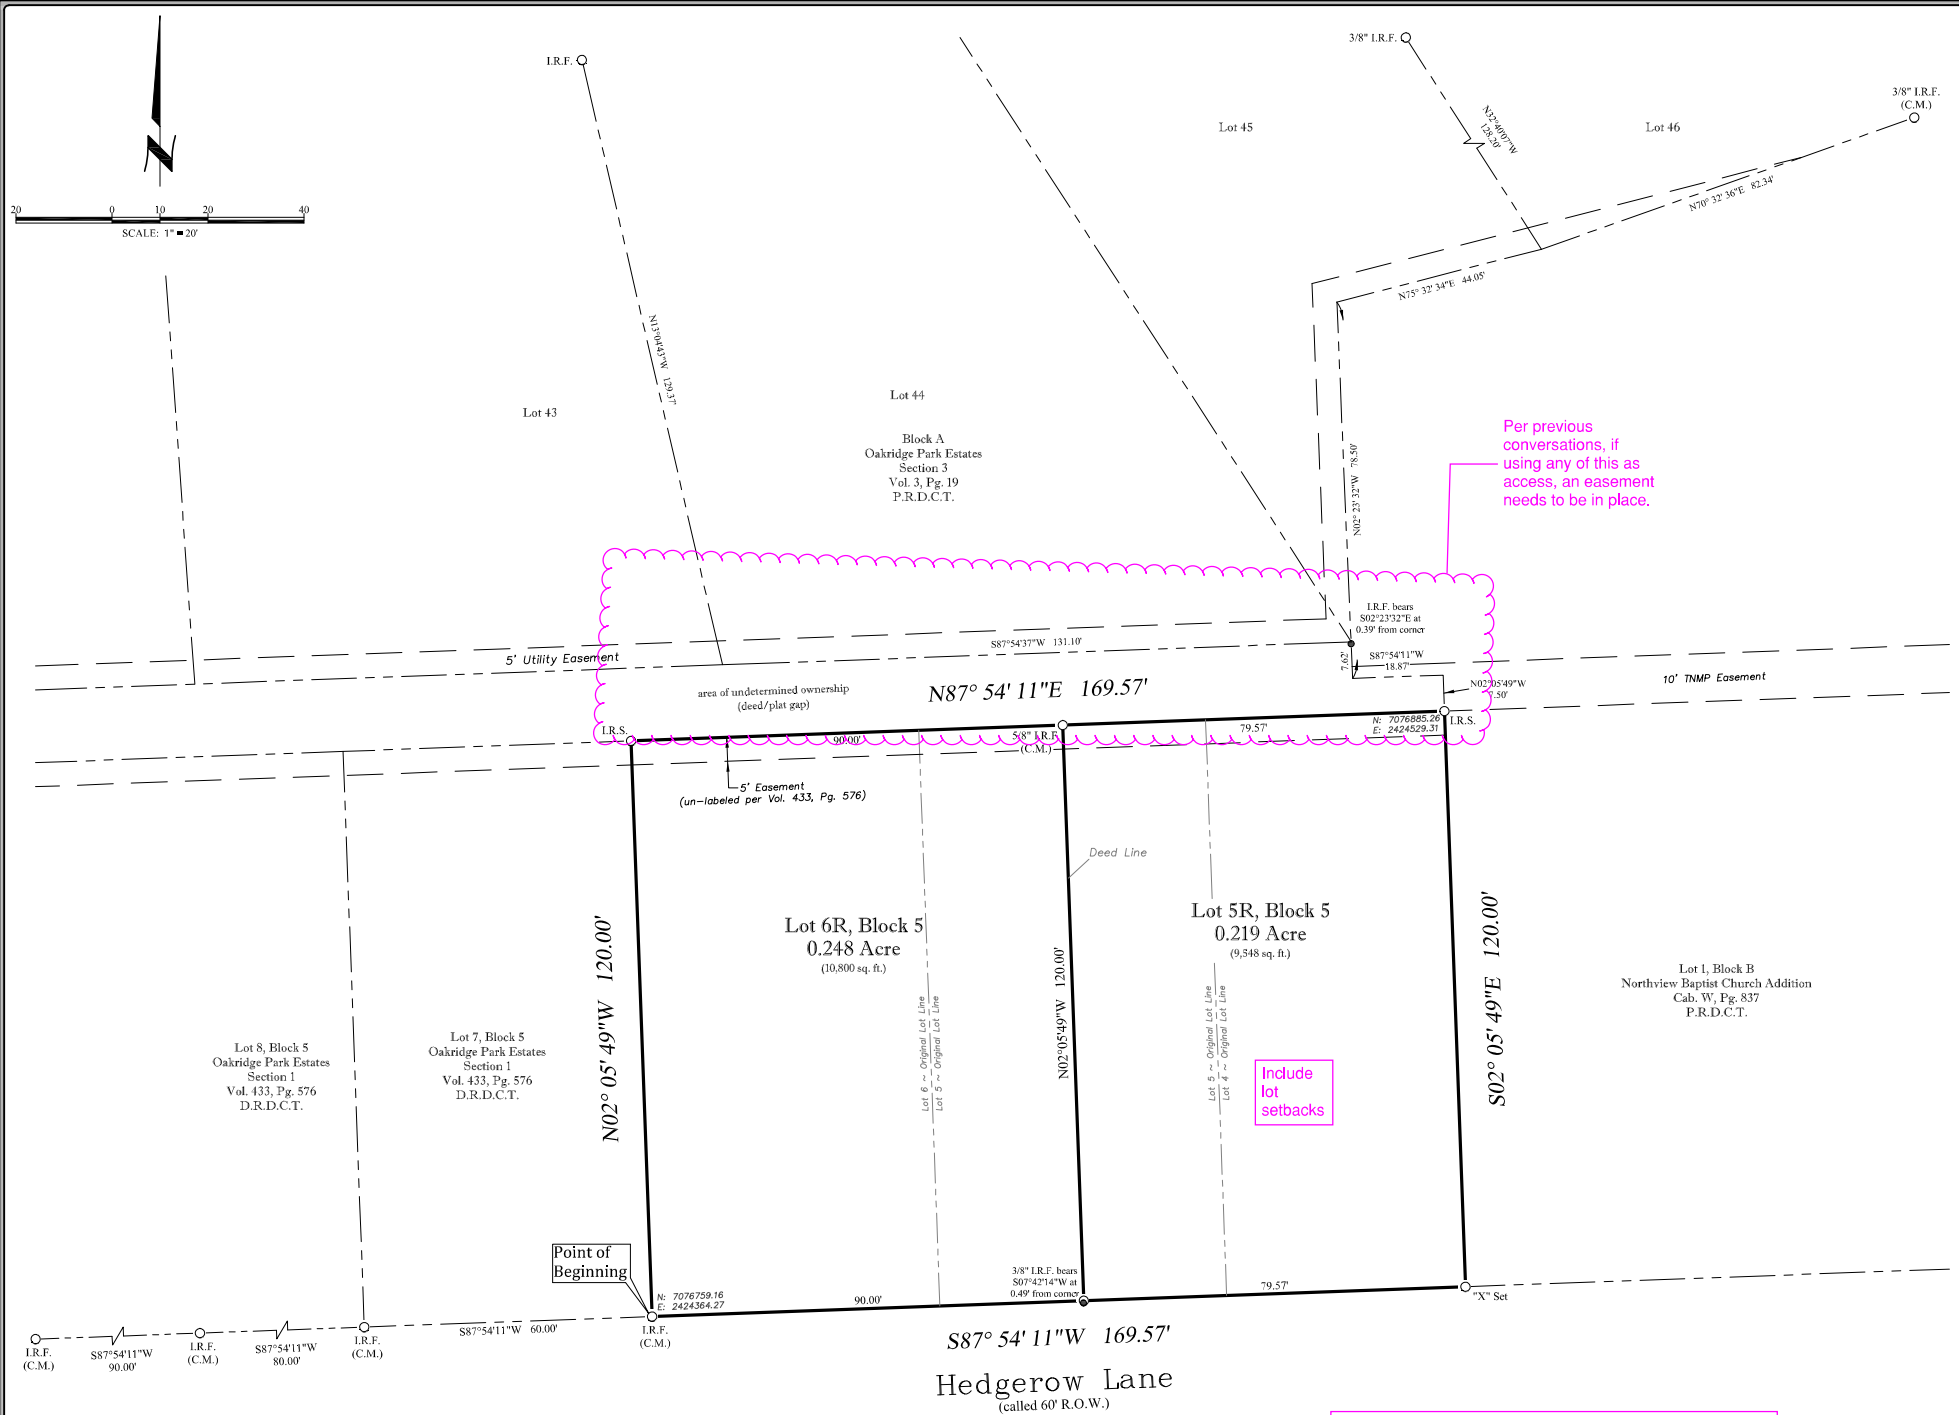 20
0
10
20
40
SCALE: 1" = 20'
I.R.F.
3/8" I.R.F.
3/8" I.R.F.
(C.M.)
Lot 45
Lot 46
N32°40'07"W
128.20'
N70° 32' 36"E 82.34'
N75° 32' 34"E 44.05'
N13°04'43"W 129.37'
Lot 43
Lot 44
Block A
Oakridge Park Estates
Section 3
Vol. 3, Pg. 19
P.R.D.C.T.
N02° 23' 32"W 78.50'
Per previous
conversations, if
using any of this as
access, an easement
needs to be in place.
I.R.F. bears
S02°23'32"E at
0.39' from corner
S87°54'37"W 131.10'
5' Utility Easement
7.62'
S87°54'11"W
18.87'
N02°05'49"W
7.50'
10' TNMP Easement
area of undetermined ownership
(deed/plat gap)
N87° 54' 11"E 169.57'
I.R.S.
90.00'
5/8" I.R.F.
(C.M.)
79.57'
N: 7076885.26
E: 2424529.31
I.R.S.
5' Easement
(un-labeled per Vol. 433, Pg. 576)
Deed Line
Lot 6R, Block 5
0.248 Acre
(10,800 sq. ft.)
Lot 5R, Block 5
0.219 Acre
(9,548 sq. ft.)
N02° 05' 49"W 120.00'
N02°05'49"W 120.00'
S02° 05' 49"E 120.00'
Lot 6 ~ Original Lot Line
Lot 5 ~ Original Lot Line
Lot 5 ~ Original Lot Line
Lot 4 ~ Original Lot Line
Lot 1, Block B
Northview Baptist Church Addition
Cab. W, Pg. 837
P.R.D.C.T.
Lot 8, Block 5
Oakridge Park Estates
Section 1
Vol. 433, Pg. 576
D.R.D.C.T.
Lot 7, Block 5
Oakridge Park Estates
Section 1
Vol. 433, Pg. 576
D.R.D.C.T.
Include
lot
setbacks
Point of
Beginning
N: 7076759.16
E: 2424364.27
90.00'
3/8" I.R.F. bears
S07°42'14"W at
0.49' from corner
79.57'
"X" Set
I.R.F.
(C.M.)
S87°54'11"W
90.00'
I.R.F.
(C.M.)
S87°54'11"W
80.00'
I.R.F.
(C.M.)
S87°54'11"W 60.00'
I.R.F.
(C.M.)
S87° 54' 11"W 169.57'
Hedgerow Lane
(called 60' R.O.W.)